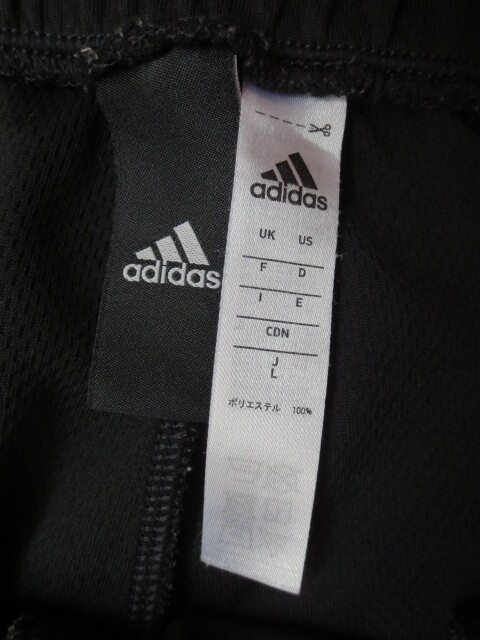 adidas
adidas
UK US
F D
I E
CDN
J
L
ポリエステル 100%